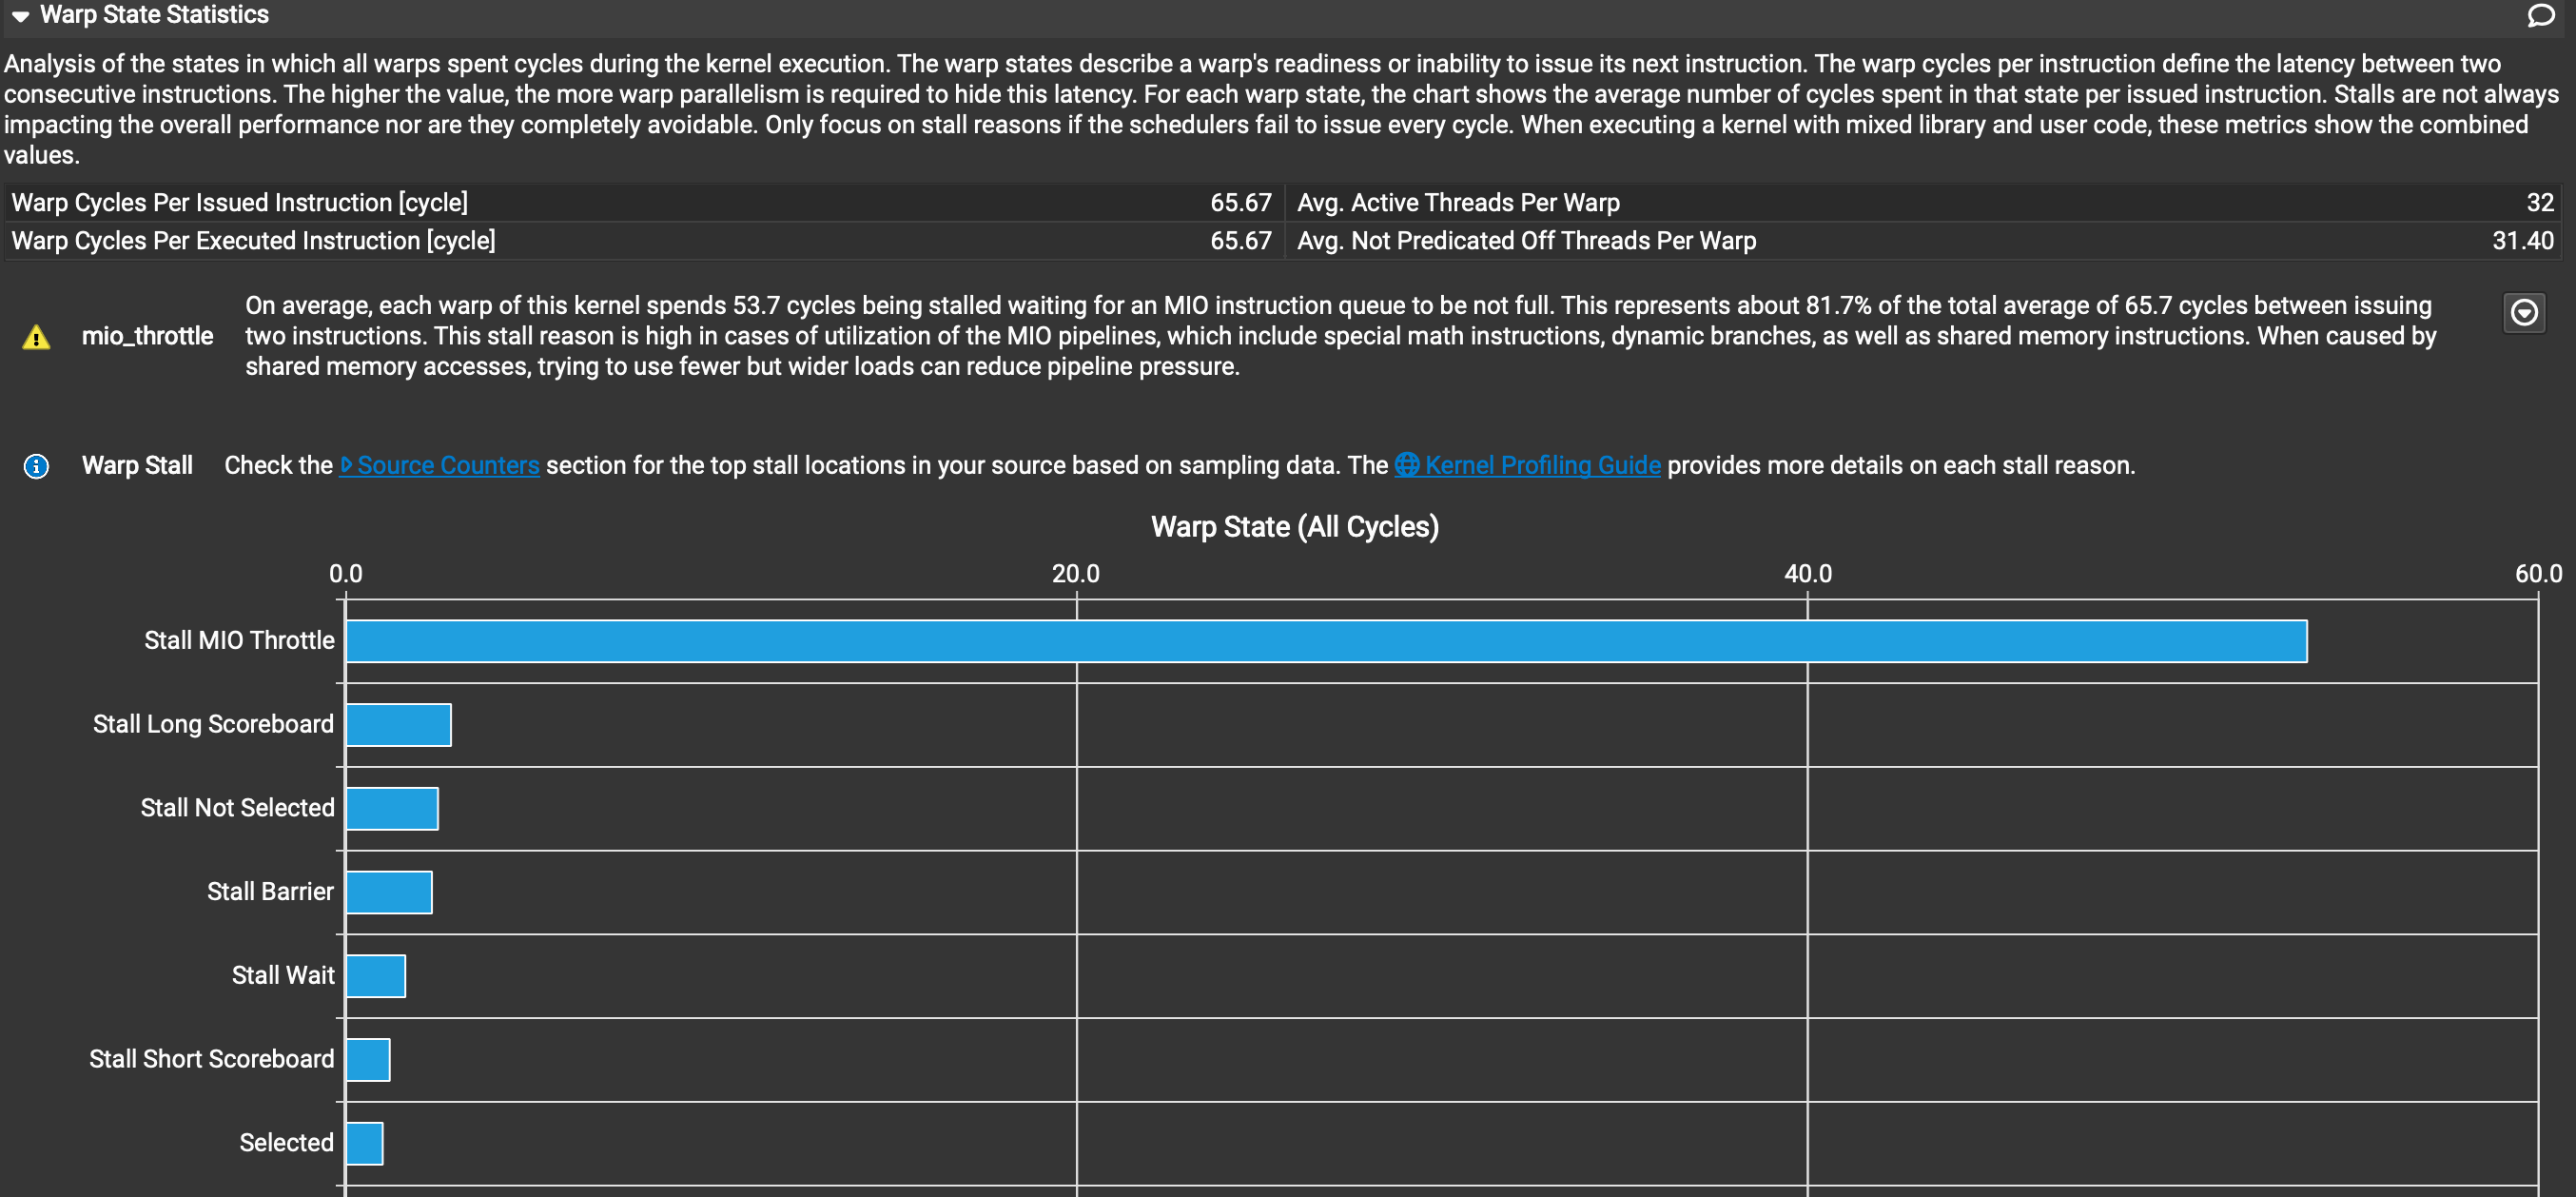 Warp State Statistics
Analysis of the states in which all warps spent cycles during the kernel execution. The warp states describe a warp's readiness or inability to issue its next instruction. The warp cycles per instruction define the latency between two
consecutive instructions. The higher the value, the more warp parallelism is required to hide this latency. For each warp state, the chart shows the average number of cycles spent in that state per issued instruction. Stalls are not always
impacting the overall performance nor are they completely avoidable. Only focus on stall reasons if the schedulers fail to issue every cycle. When executing a kernel with mixed library and user code, these metrics show the combined
values.
Warp Cycles Per Issued Instruction [cycle] 65.67 Avg. Active Threads Per Warp 32
Warp Cycles Per Executed Instruction [cycle] 65.67 Avg. Not Predicated Off Threads Per Warp 31.40
On average, each warp of this kernel spends 53.7 cycles being stalled waiting for an MIO instruction queue to be not full. This represents about 81.7% of the total average of 65.7 cycles between issuing
mio_throttle two instructions. This stall reason is high in cases of utilization of the MIO pipelines, which include special math instructions, dynamic branches, as well as shared memory instructions. When caused by
shared memory accesses, trying to use fewer but wider loads can reduce pipeline pressure.
Warp Stall Check the Source Counters section for the top stall locations in your source based on sampling data. The Kernel Profiling Guide provides more details on each stall reason.
Warp State (All Cycles)
0.0 20.0 40.0 60.0
Stall MIO Throttle
Stall Long Scoreboard
Stall Not Selected
Stall Barrier
Stall Wait
Stall Short Scoreboard
Selected